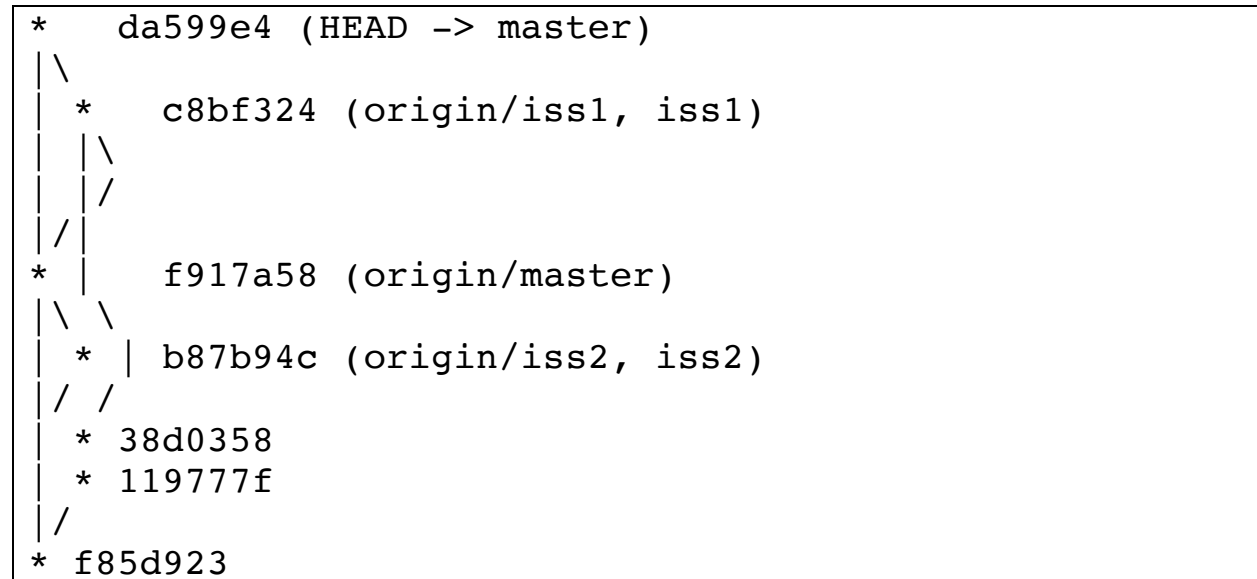 *   da599e4 (HEAD -> master)
|\
| *   c8bf324 (origin/iss1, iss1)
| |\
| |/
|/|
* |   f917a58 (origin/master)
|\ \
| * | b87b94c (origin/iss2, iss2)
|/ /
| * 38d0358
| * 119777f
|/
* f85d923